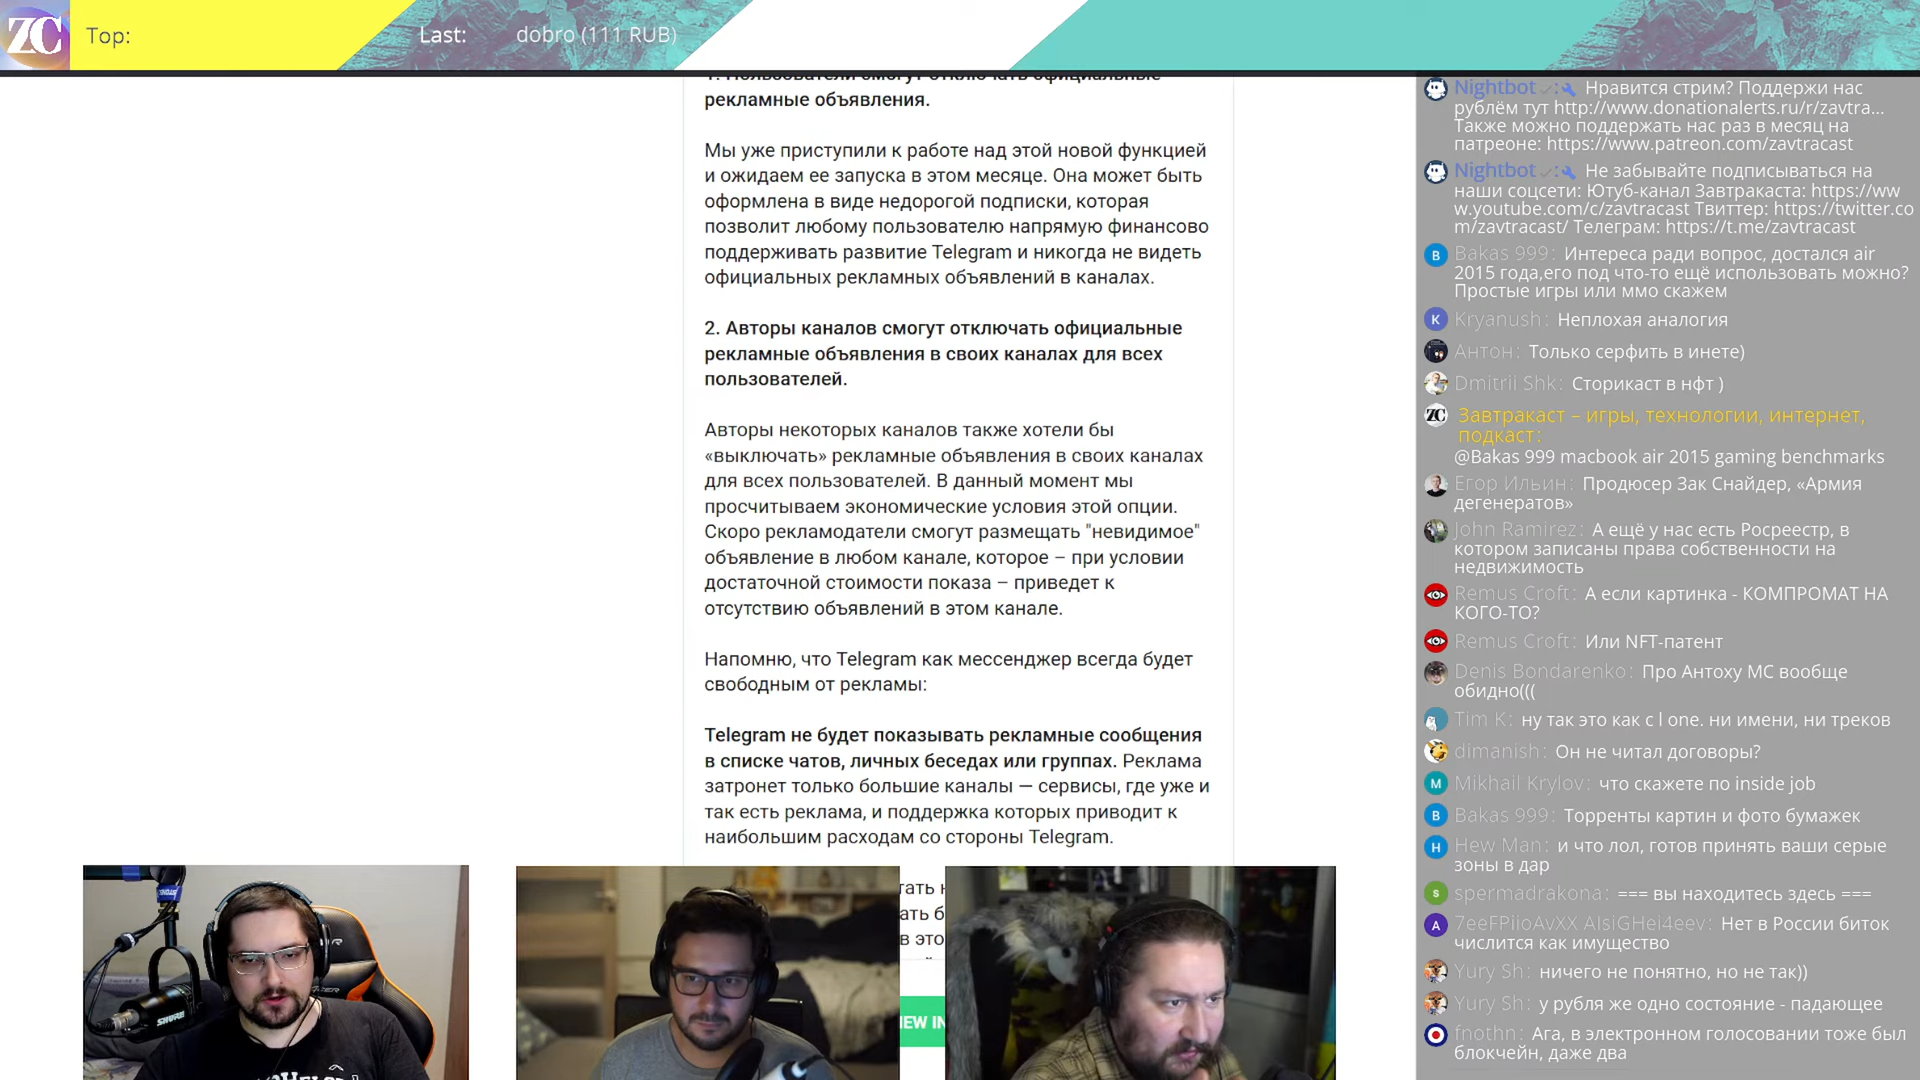 ZC
Top:
Last:
dobro (111 RUB)
1. Пользователи смогут отключать официальные
рекламные объявления.
Мы уже приступили к работе над этой новой функцией
и ожидаем ее запуска в этом месяце. Она может быть
оформлена в виде недорогой подписки, которая
позволит любому пользователю напрямую финансово
поддерживать развитие Telegram и никогда не видеть
официальных рекламных объявлений в каналах.
2. Авторы каналов смогут отключать официальные
рекламные объявления в своих каналах для всех
пользователей.
Авторы некоторых каналов также хотели бы
«выключать» рекламные объявления в своих каналах
для всех пользователей. В данный момент мы
просчитываем экономические условия этой опции.
Скоро рекламодатели смогут размещать "невидимое"
объявление в любом канале, которое – при условии
достаточной стоимости показа – приведет к
отсутствию объявлений в этом канале.
Напомню, что Telegram как мессенджер всегда будет
свободным от рекламы:
Telegram не будет показывать рекламные сообщения
в списке чатов, личных беседах или группах. Реклама
затронет только большие каналы — сервисы, где уже и
так есть реклама, и поддержка которых приводит к
наибольшим расходам со стороны Telegram.
в это
IEW IN
SHURE
Nightbot: Нравится стрим? Поддержи нас
рублём тут http://www.donationalerts.ru/r/zavtra...
Также можно поддержать нас раз в месяц на
патреоне: https://www.patreon.com/zavtracast
Nightbot: Не забывайте подписываться на
наши соцсети: Ютуб-канал Завтракаста: https://ww
w.youtube.com/c/zavtracast Твиттер: https://twitter.co
m/zavtracast/ Телеграм: https://t.me/zavtracast
B Bakas 999: Интереса ради вопрос, достался air
2015 года,его под что-то ещё использовать можно?
Простые игры или ммо скажем
K Kryanush: Неплохая аналогия
Антон: Только серфить в инете)
Dmitril Shk: Сторикаст в нфт )
ZC Завтракаст – игры, технологии, интернет,
подкаст:
@Bakas 999 macbook air 2015 gaming benchmarks
Егор Ильин: Продюсер Зак Снайдер, «Армия
дегенератов»
John Ramirez: А ещё у нас есть Росреестр, в
котором записаны права собственности на
недвижимость
Remus Croft: А если картинка - КОМПРОМАТ НА
КОГО-ТО?
Remus Croft: Или NFT-патент
Denis Bondarenko: Про Антоху МС вообще
обидно(((
Tim K: ну так это как с l one. ни имени, ни треков
dimanish: Он не читал договоры?
M Mikhail Krylov: что скажете по inside job
B Bakas 999: Торренты картин и фото бумажек
H Hew Man: и что лол, готов принять ваши серые
зоны в дар
s spermadrakona: === вы находитесь здесь ===
A 7eeFPiioAvXX AIsiGHei4eev: Нет в России биток
числится как имущество
Yury Sh: ничего не понятно, но не так))
Yury Sh: у рубля же одно состояние - падающее
fnothn: Ага, в электронном голосовании тоже был
блокчейн, даже два